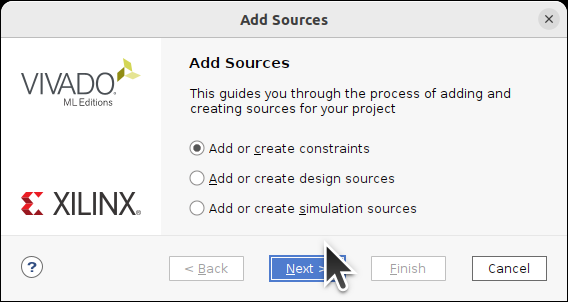 Add Sources
VIVADO
ML Editions
XILINX
Add Sources
This guides you through the process of adding and
creating sources for your project
Add or create constraints
Add or create design sources
Add or create simulation sources
?
< Back
Next >
Finish
Cancel